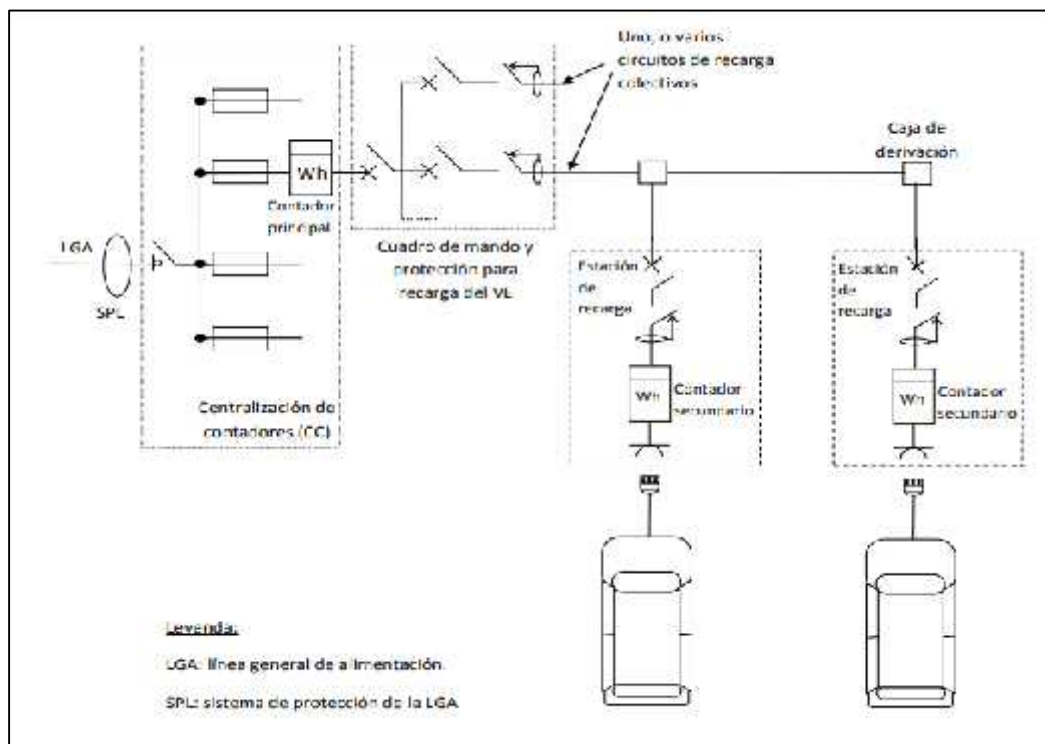 Uno, o varios
circuitos de recarga
colectivos
Caja de
derivación
Wh
Contador
principal
LGA
SPL
Cuadro de mando y
protección para
recarga del VE
Centralización de
contadores (CC)
Estación
de
recarga
Wh
Contador
secundario
Estación
de
recarga
Wh
Contador
secundario
Leyenda:
LGA: línea general de alimentación.
SPL: sistema de protección de la LGA